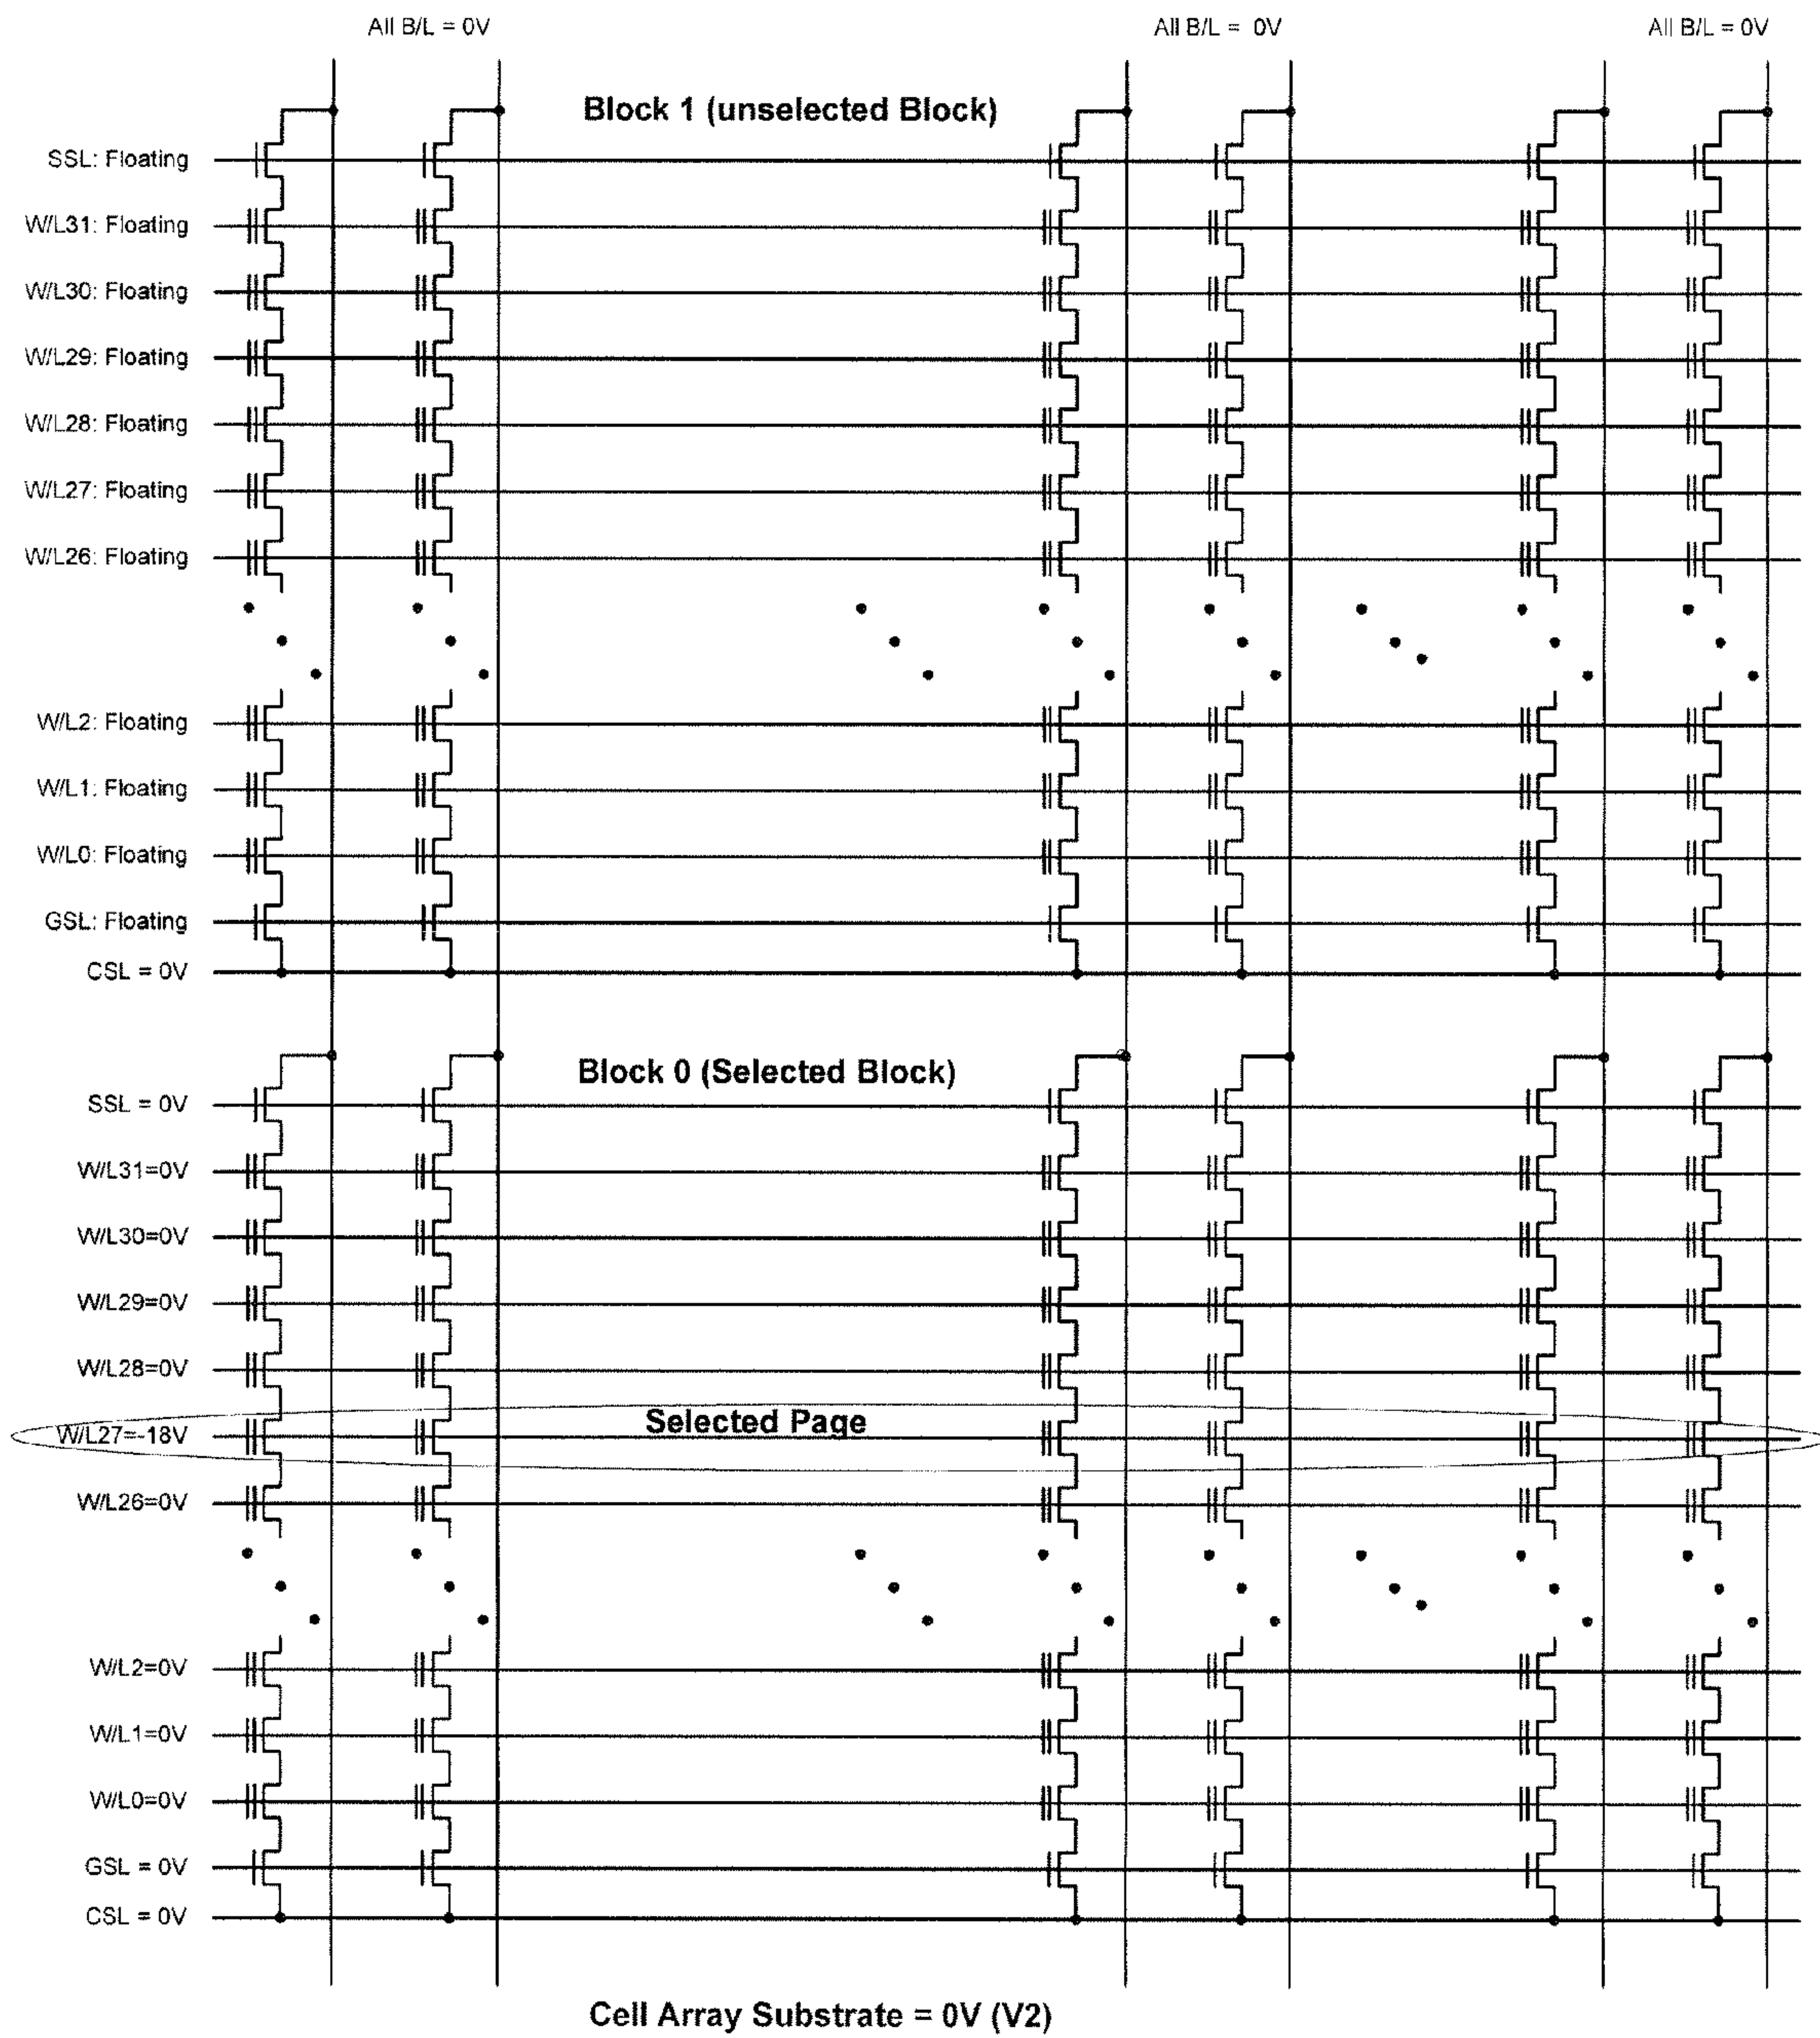 All B/L = 0V
All B/L = 0V
All B/L = 0V
Block 1 (unselected Block)
SSL: Floating
W/L31: Floating
W/L30: Floating
W/L29: Floating
W/L28: Floating
W/L27: Floating
W/L26: Floating
W/L2: Floating
W/L1: Floating
W/L0: Floating
GSL: Floating
CSL = 0V
Block 0 (Selected Block)
SSL = 0V
W/L31=0V
W/L30=0V
W/L29=0V
W/L28=0V
Selected Page
W/L27=-18V
W/L26=0V
W/L2=0V
W/L1=0V
W/L0=0V
GSL = 0V
CSL = 0V
Cell Array Substrate = 0V (V2)